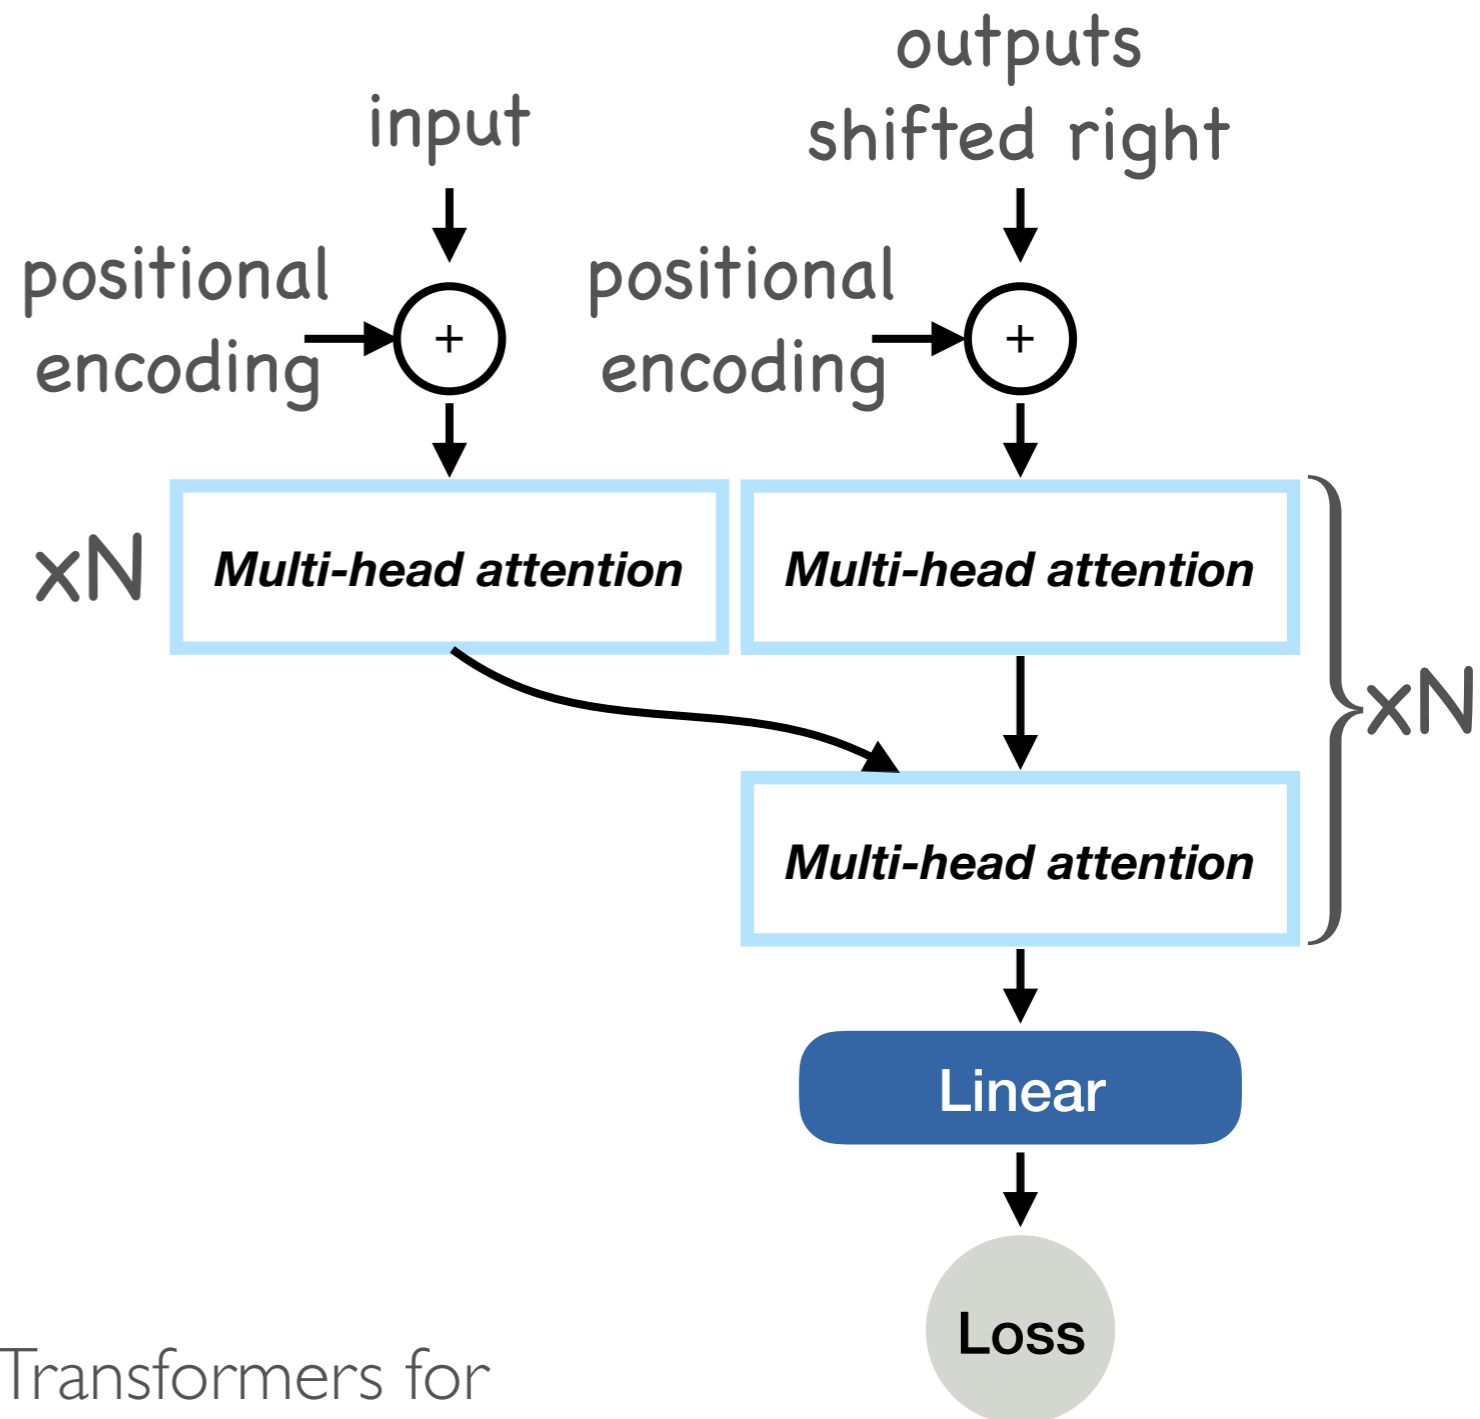 input
outputs
shifted right
positional
encoding
+
positional
encoding
+
xN
Multi-head attention
Multi-head attention
xN
Multi-head attention
Linear
Loss
Transformers for